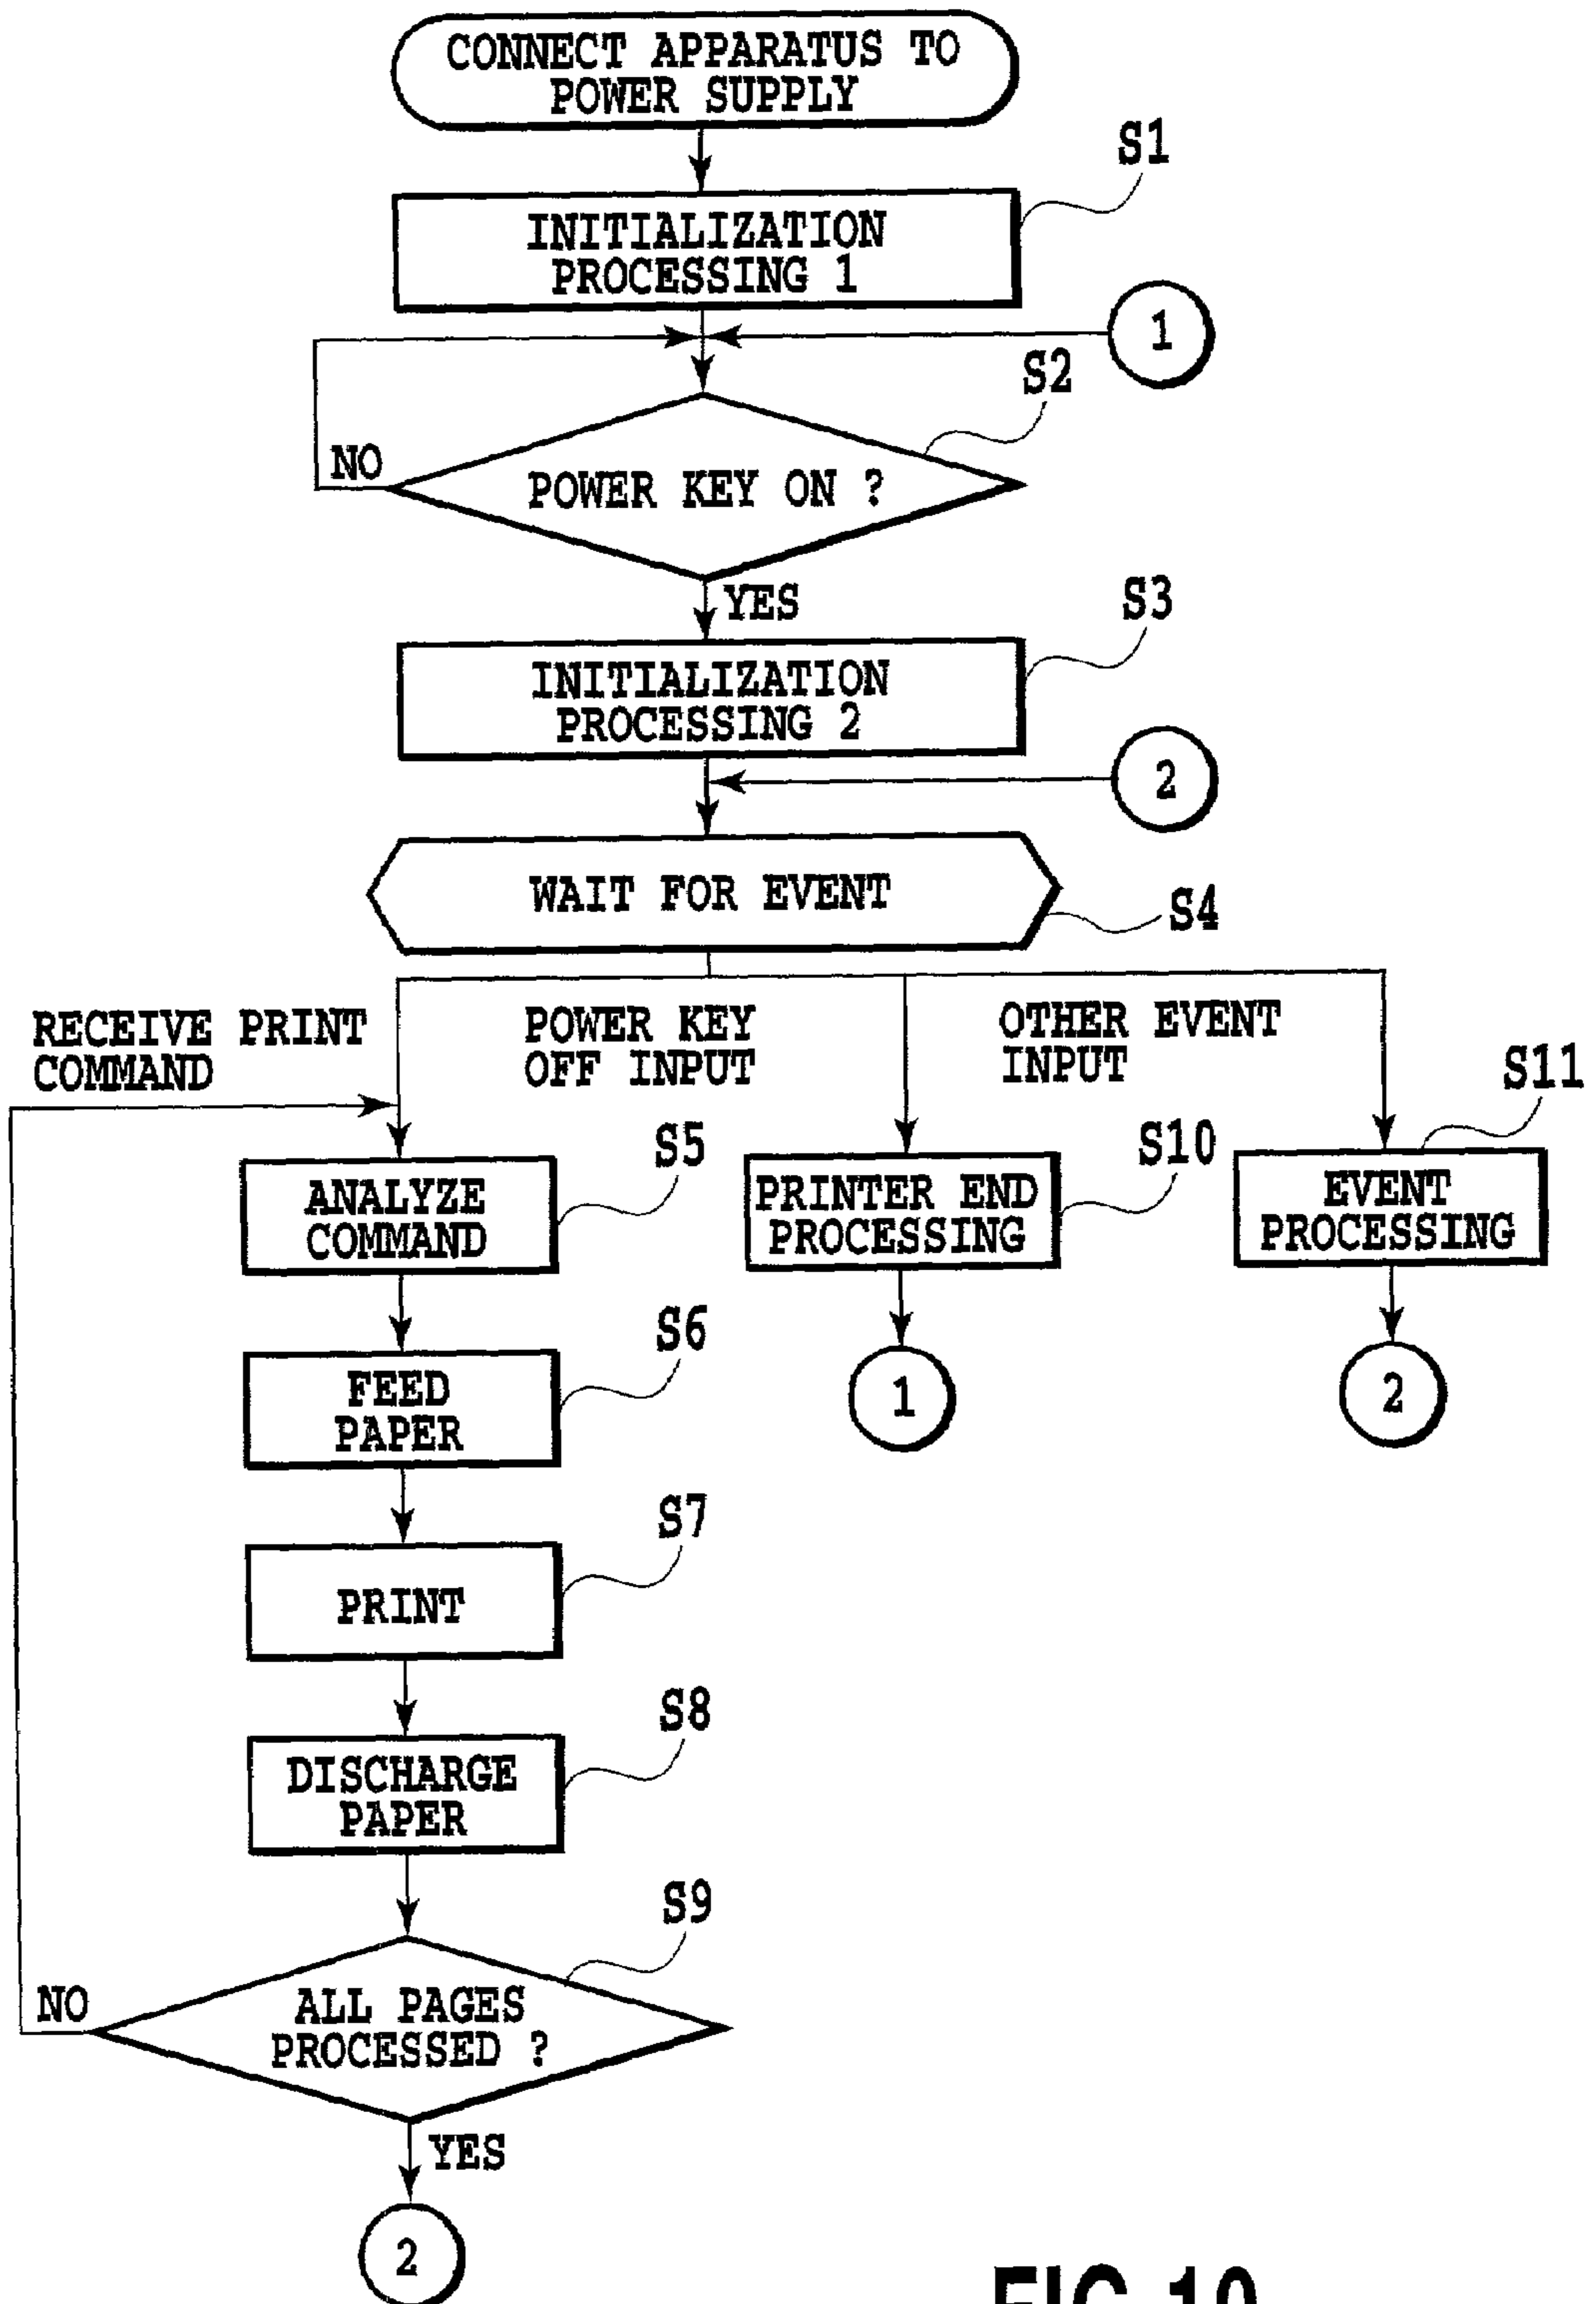 CONNECT APPARATUS TO
POWER SUPPLY
S1
INITIALIZATION
PROCESSING 1
1
S2
NO
POWER KEY ON ?
YES
S3
INITIALIZATION
PROCESSING 2
2
WAIT FOR EVENT
S4
RECEIVE PRINT
COMMAND
POWER KEY
OFF INPUT
OTHER EVENT
INPUT
S11
S5
S10
ANALYZE
COMMAND
PRINTER END
PROCESSING
EVENT
PROCESSING
S6
FEED
PAPER
1
2
S7
PRINT
S8
DISCHARGE
PAPER
S9
NO
ALL PAGES
PROCESSED ?
YES
2
FIG.10